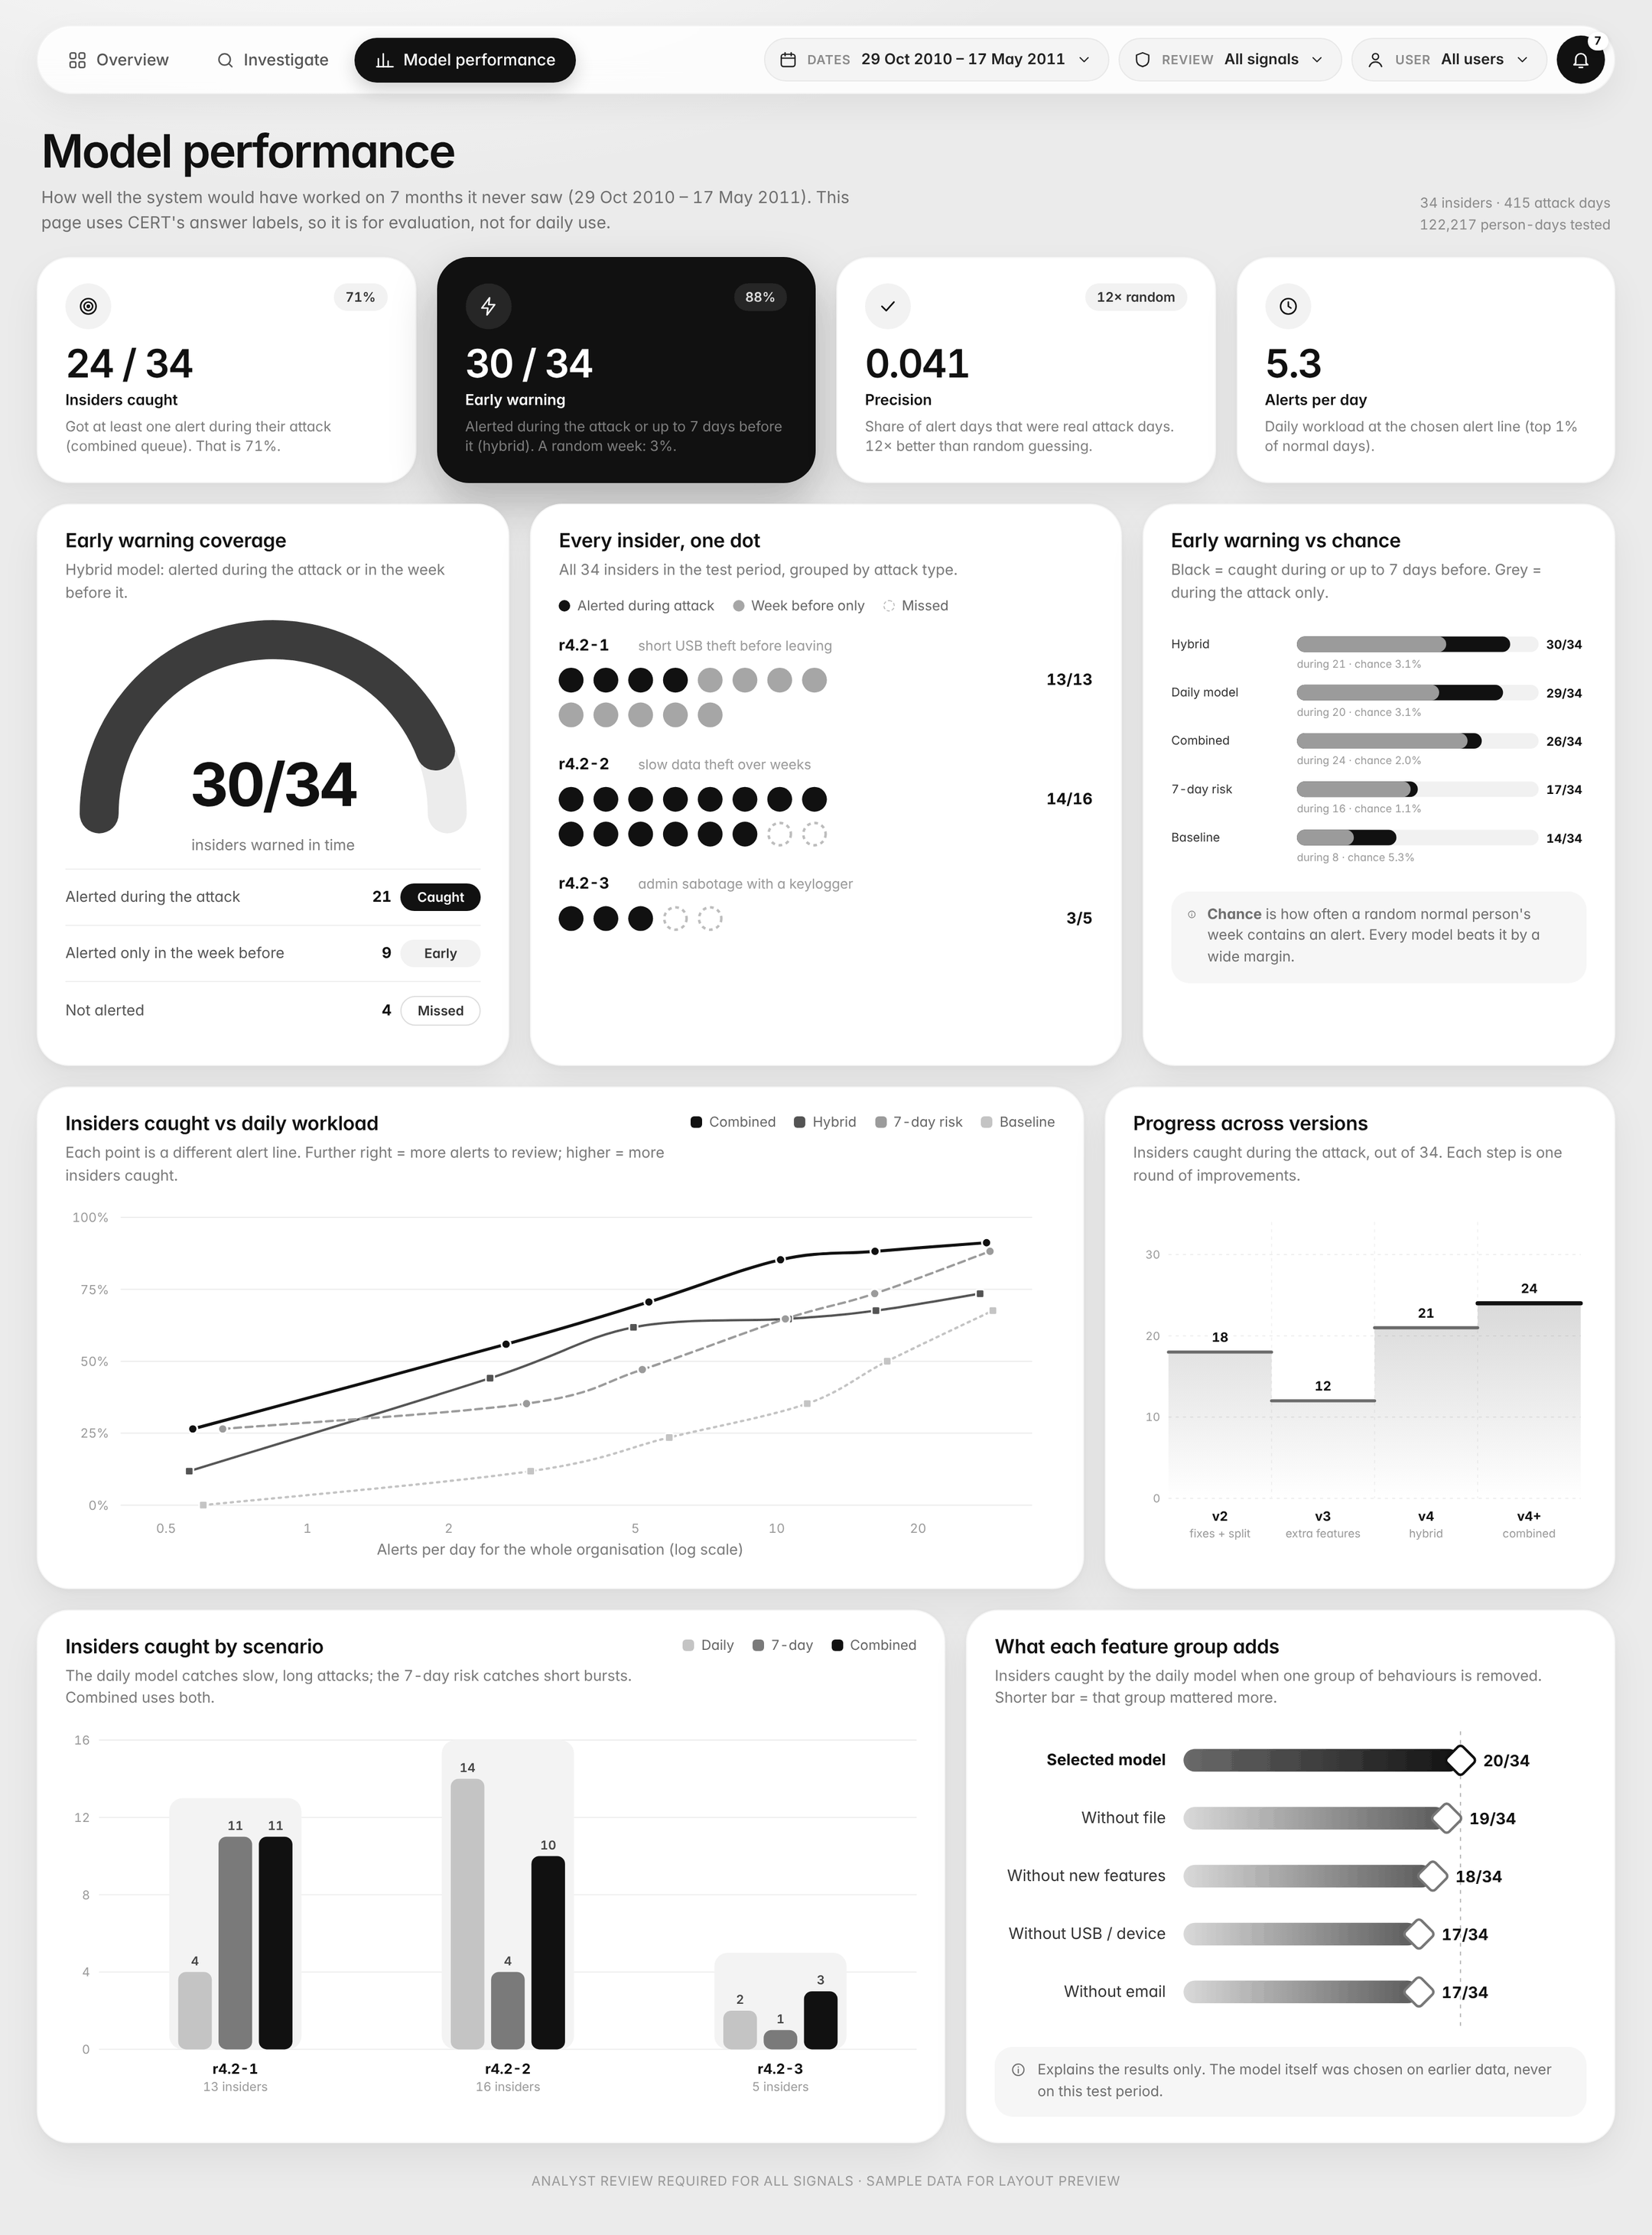 Overview
Investigate
Model performance
DATES 29 Oct 2010 – 17 May 2011
REVIEW All signals
USER All users
7
Model performance
How well the system would have worked on 7 months it never saw (29 Oct 2010 – 17 May 2011). This
page uses CERT's answer labels, so it is for evaluation, not for daily use.
34 insiders · 415 attack days
122,217 person-days tested
71%
24 / 34
Insiders caught
Got at least one alert during their attack
(combined queue). That is 71%.
88%
30 / 34
Early warning
Alerted during the attack or up to 7 days before
it (hybrid). A random week: 3%.
12× random
0.041
Precision
Share of alert days that were real attack days.
12× better than random guessing.
5.3
Alerts per day
Daily workload at the chosen alert line (top 1%
of normal days).
Early warning coverage
Hybrid model: alerted during the attack or in the week
before it.
30/34
insiders warned in time
Alerted during the attack 21 Caught
Alerted only in the week before 9 Early
Not alerted 4 Missed
Every insider, one dot
All 34 insiders in the test period, grouped by attack type.
Alerted during attack Week before only Missed
r4.2-1 short USB theft before leaving
13/13
r4.2-2 slow data theft over weeks
14/16
r4.2-3 admin sabotage with a keylogger
3/5
Early warning vs chance
Black = caught during or up to 7 days before. Grey =
during the attack only.
Hybrid 30/34
during 21 · chance 3.1%
Daily model 29/34
during 20 · chance 3.1%
Combined 26/34
during 24 · chance 2.0%
7-day risk 17/34
during 16 · chance 1.1%
Baseline 14/34
during 8 · chance 5.3%
Chance is how often a random normal person's
week contains an alert. Every model beats it by a
wide margin.
Insiders caught vs daily workload
Combined Hybrid 7-day risk Baseline
Each point is a different alert line. Further right = more alerts to review; higher = more
insiders caught.
100%
75%
50%
25%
0%
0.5 1 2 5 10 20
Alerts per day for the whole organisation (log scale)
Progress across versions
Insiders caught during the attack, out of 34. Each step is one
round of improvements.
30
20
10
0
18
12
21
24
v2 v3 v4 v4+
fixes + split extra features hybrid combined
Insiders caught by scenario
Daily 7-day Combined
The daily model catches slow, long attacks; the 7-day risk catches short bursts.
Combined uses both.
16
12
8
4
0
4 11 11
14 4 10
2 1 3
r4.2-1 r4.2-2 r4.2-3
13 insiders 16 insiders 5 insiders
What each feature group adds
Insiders caught by the daily model when one group of behaviours is removed.
Shorter bar = that group mattered more.
Selected model 20/34
Without file 19/34
Without new features 18/34
Without USB / device 17/34
Without email 17/34
Explains the results only. The model itself was chosen on earlier data, never
on this test period.
ANALYST REVIEW REQUIRED FOR ALL SIGNALS · SAMPLE DATA FOR LAYOUT PREVIEW